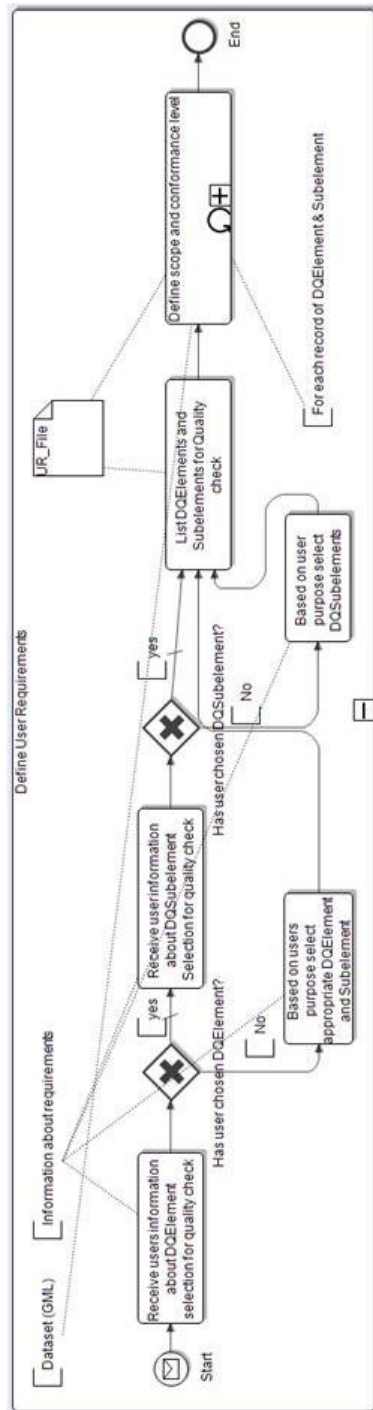 Define User Requirements
Dataset (GML)
Information about requirements
UR_File
Start
Receive users information
about DQElement
selection for quality check
Has user chosen DQElement?
yes
No
Receive user information
about DQSubelement
Selection for quality check
Has user chosen DQSubelement?
yes
No
Based on users
purpose select
appropriate DQElement
and Subelement
Based on user
purpose select
DQSubelements
List DQElements and
Subelements for Quality
check
Define scope and conformance level
For each record of DQElement & Subelement
End